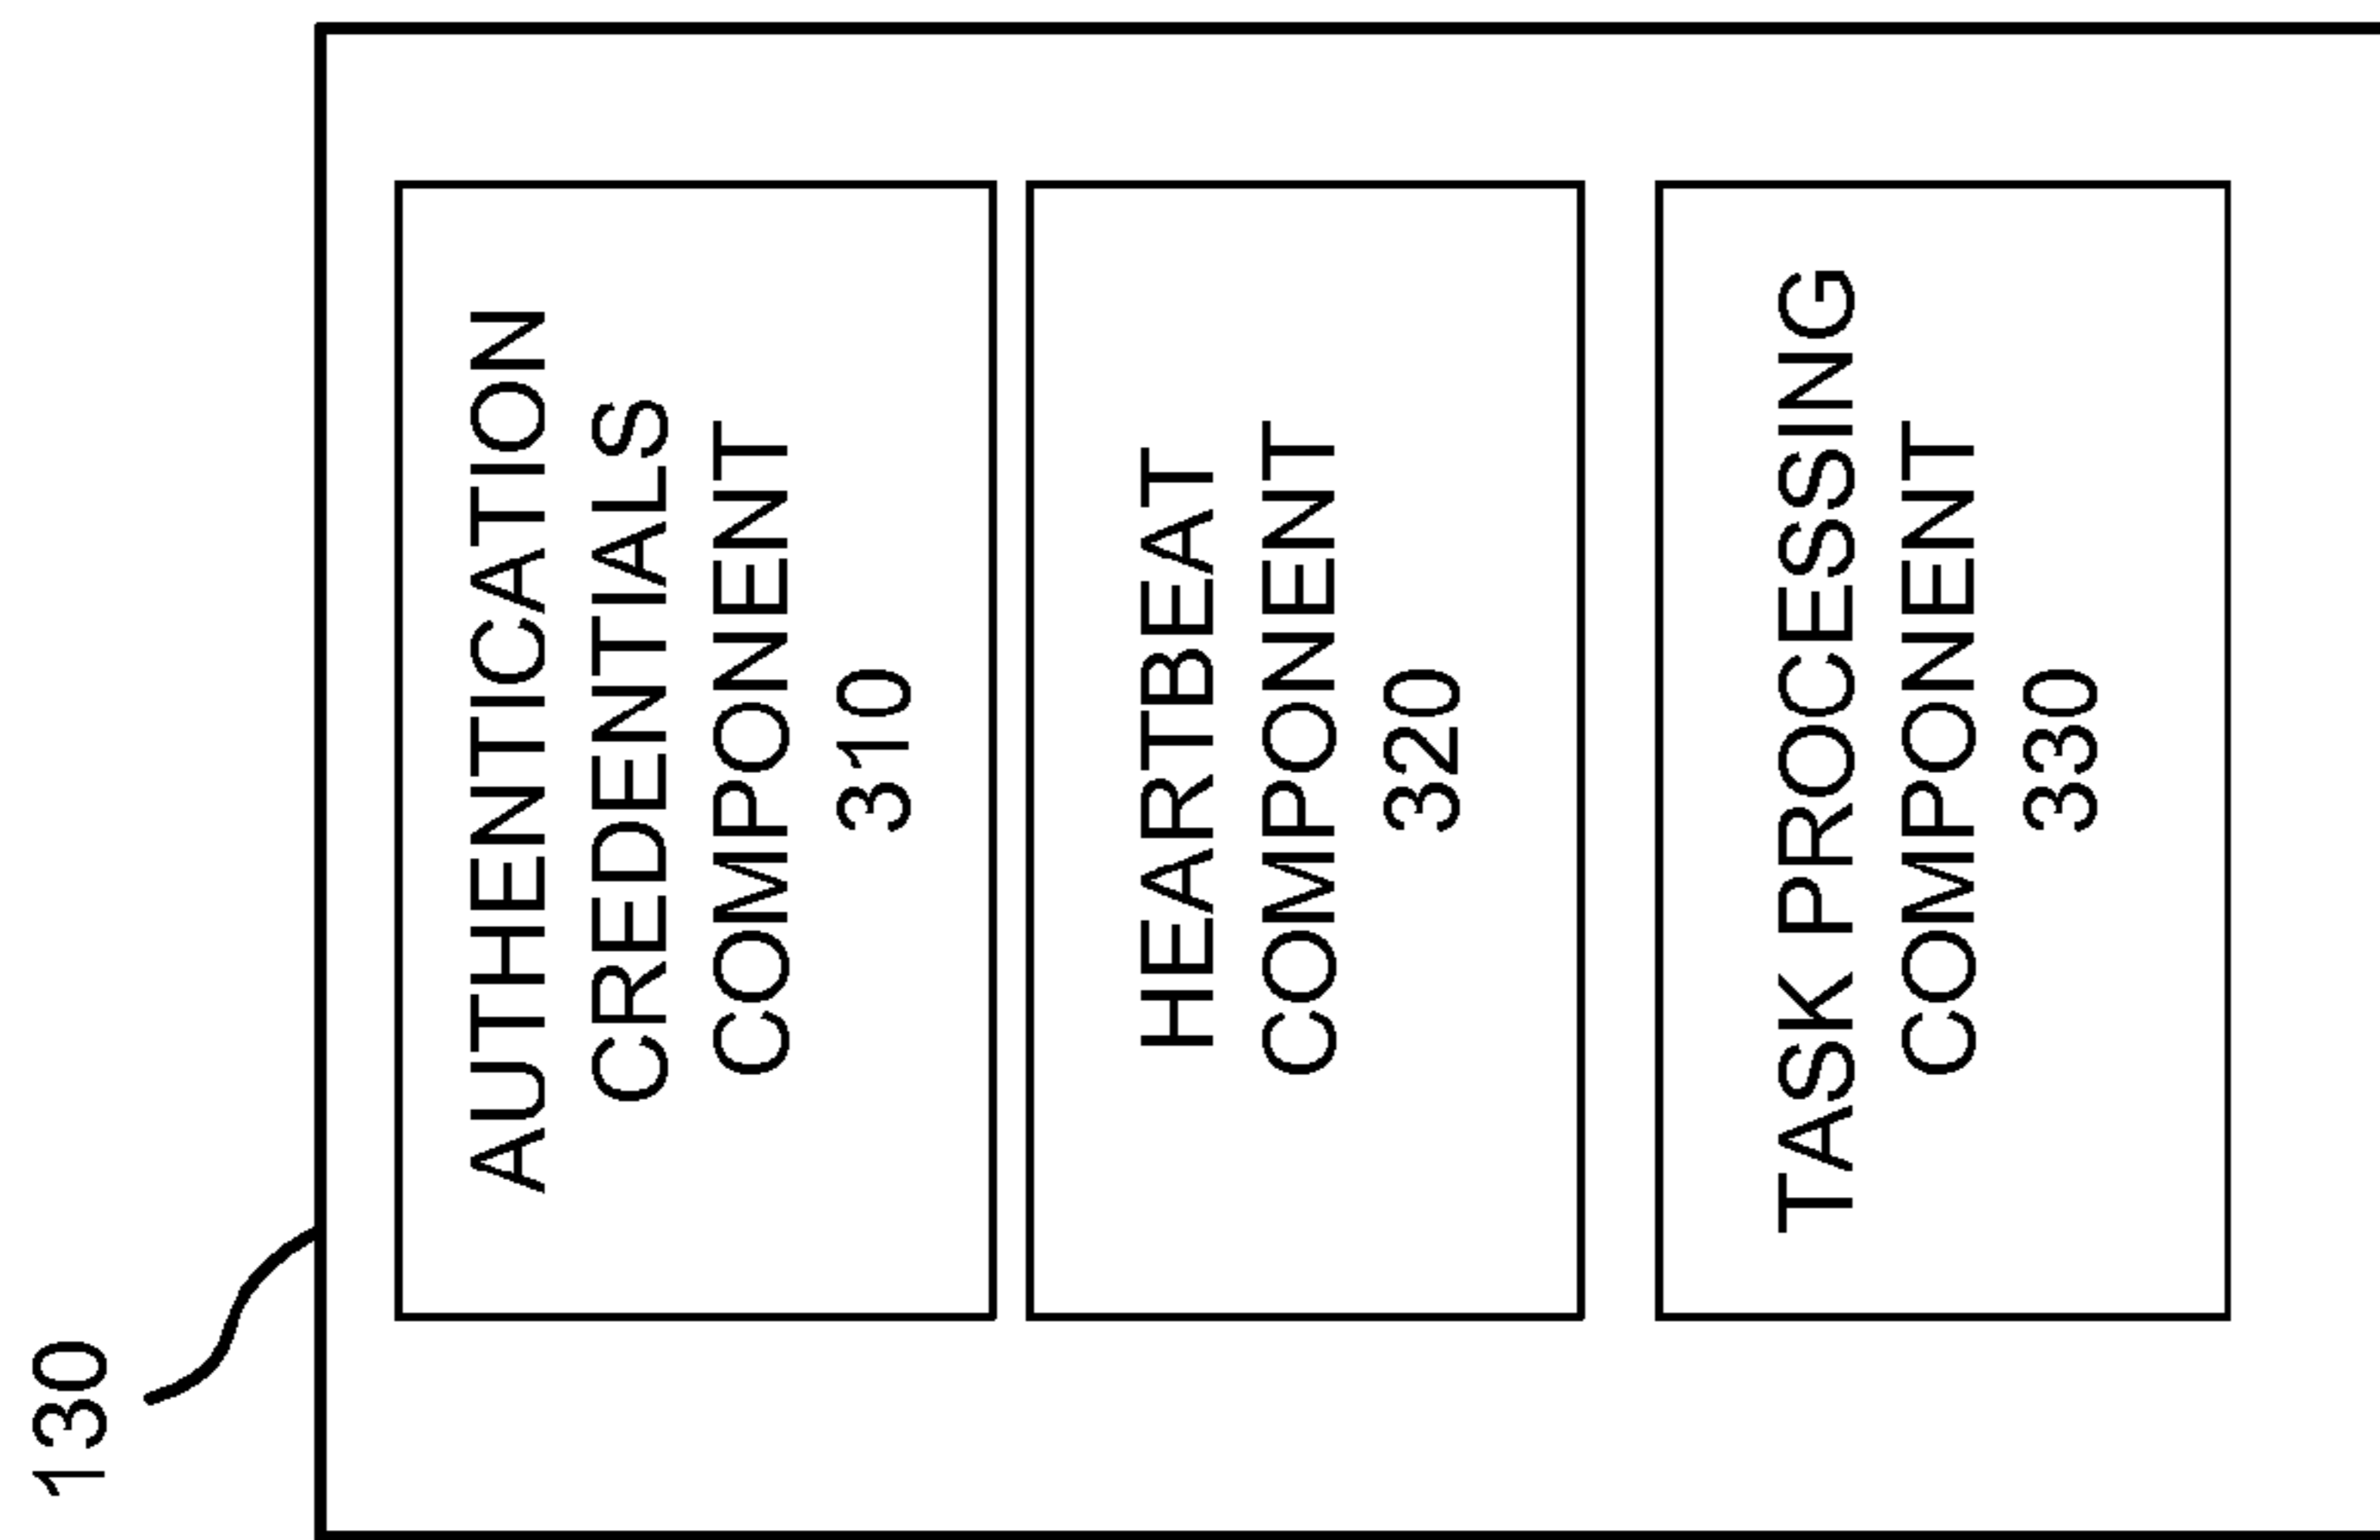 130
AUTHENTICATION
CREDENTIALS
COMPONENT
310
HEARTBEAT
COMPONENT
320
TASK PROCESSING
COMPONENT
330